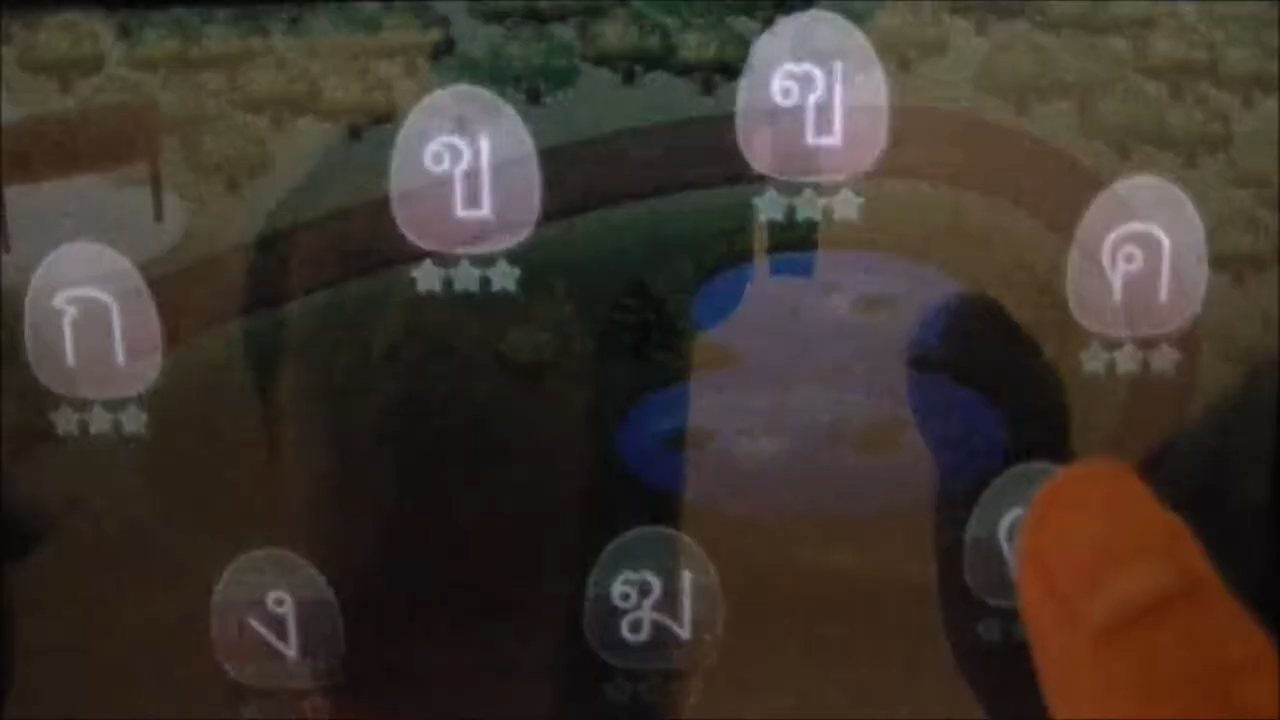 ก
ข
ฃ
ค
ฆ
ง